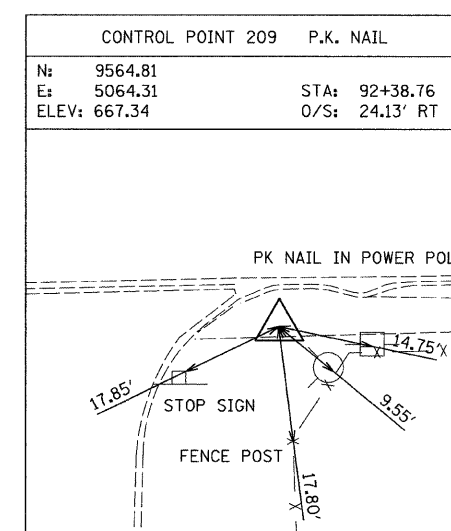 CONTROL POINT 209 P.K. NAIL
N: 9564.81
E: 5064.31 STA: 92+38.76
ELEV: 667.34 O/S: 24.13' RT
PK NAIL IN POWER POL
14.75'
17.85'
STOP SIGN
9.55'
FENCE POST
17.80'